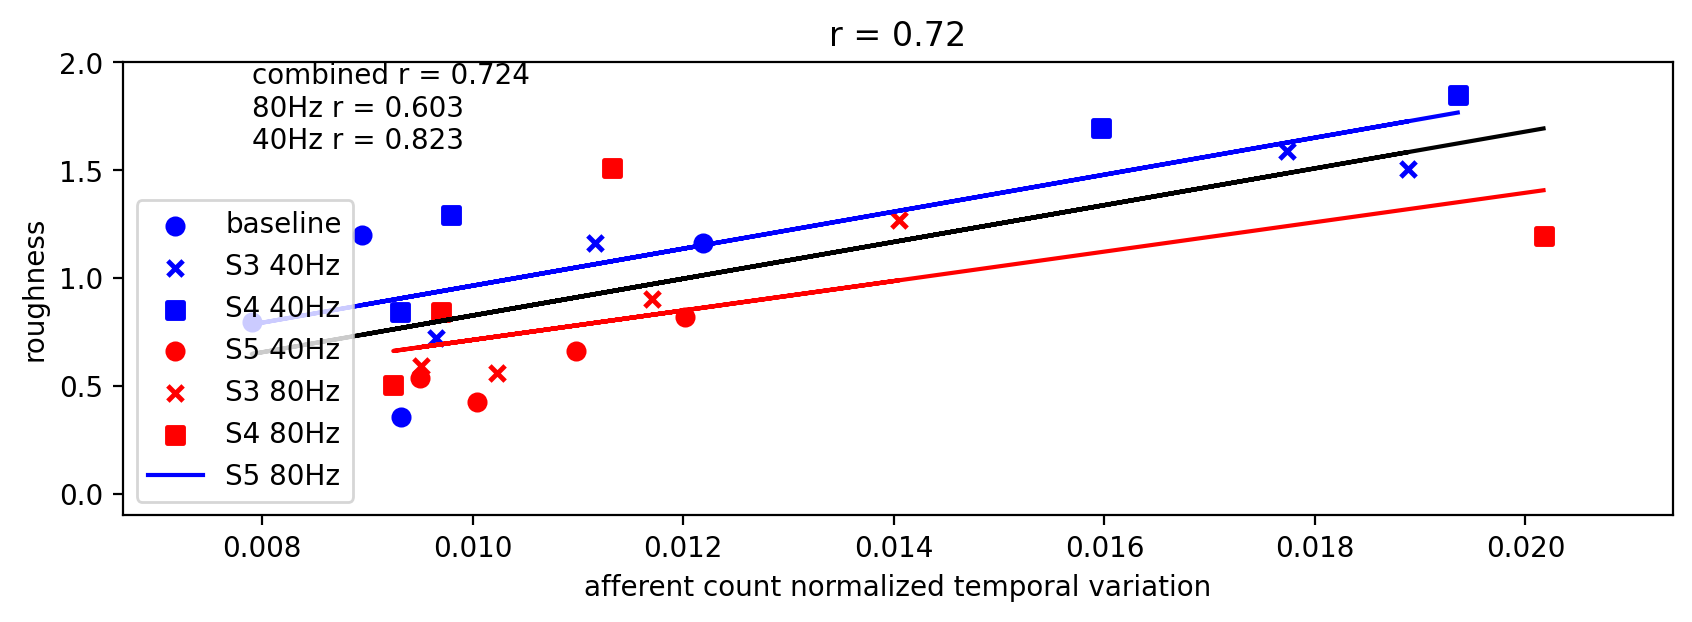 r = 0.72
combined r = 0.724
80Hz r = 0.603
40Hz r = 0.823
2.0
1.5
1.0
0.5
0.0
roughness
baseline
S3 40Hz
S4 40Hz
S5 40Hz
S3 80Hz
S4 80Hz
S5 80Hz
0.008 0.010 0.012 0.014 0.016 0.018 0.020
afferent count normalized temporal variation